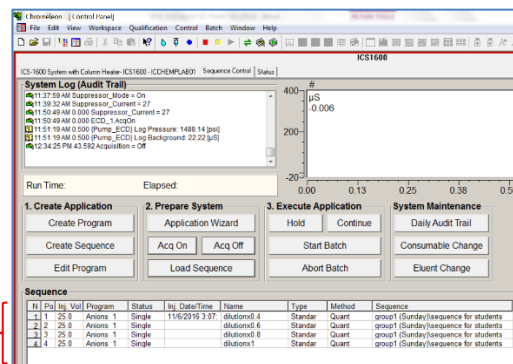 Chromeleon - [Control Panel]
File Edit View Workspace Qualification Control Batch Window Help
ICS1600
ICS-1600 System with Column Heater- ICS1600 - ICCHEMPLAB01 Sequence Control Status
System Log (Audit Trail)
11:37:59 AM Suppressor_Mode = On
11:39:32 AM Suppressor_Current = 27
11:50:49 AM 0.000 Suppressor_Current = 27
11:50:49 AM 0.000 ECD_1.AcqOn
11:51:19 AM 0.500 {Pump_ECD} Log Pressure: 1489.14 [psi]
11:51:19 AM 0.500 {Pump_ECD} Log Background: 22.22 [µS]
12:34:25 PM 43.592 Acquisition = Off
Run Time: Elapsed:
400
#
µS
-0.006
200
-20
0.00 0.13 0.25 0.38 0.5
1. Create Application 2. Prepare System 3. Execute Application System Maintenance
Create Program Application Wizard Hold Continue Daily Audit Trail
Create Sequence Acq On Acq Off Start Batch Consumable Change
Edit Program Load Sequence Abort Batch Eluent Change
Sequence
N Po Inj. Vol Program Status Inj. Date/Time Name Type Method Sequence
1 1 25.0 Anions 1 Single 11/6/2016 3:07: dilutionx0.4 Standar Quant group1 (Sunday)\sequence for students
2 2 25.0 Anions 1 Single dilutionx0.6 Standar Quant group1 (Sunday)\sequence for students
3 3 25.0 Anions 1 Single dilutionx0.8 Standar Quant group1 (Sunday)\sequence for students
4 4 25.0 Anions 1 Single dilutionx1 Standar Quant group1 (Sunday)\sequence for students